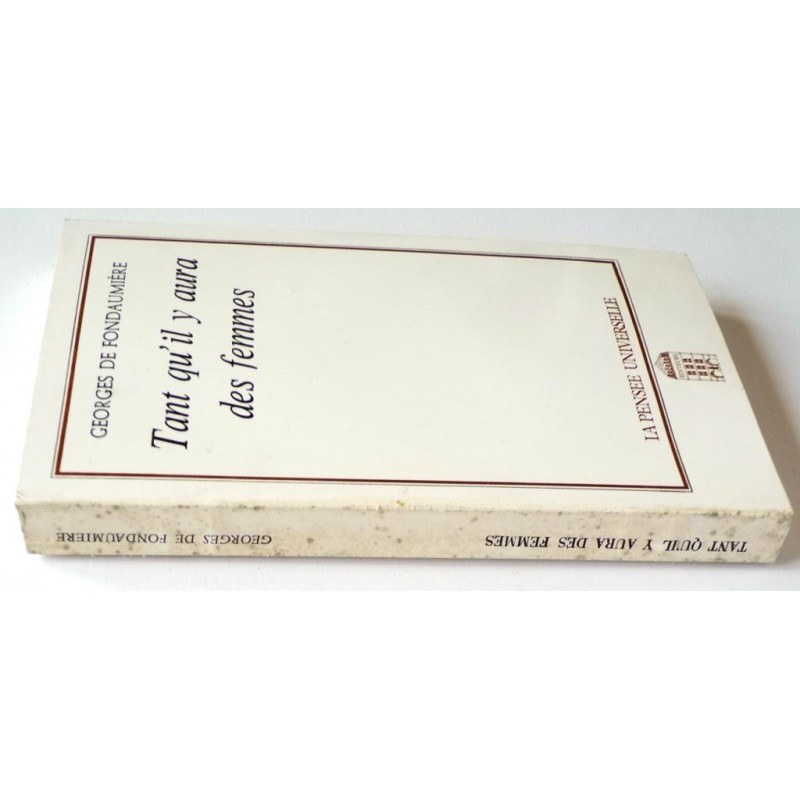 GEORGES DE FONDAUMIÈRE
Tant qu'il y aura
des femmes
LA PENSEE UNIVERSELLE
EDITEURS
TANT QU'IL Y AURA DES FEMMES
GEORGES DE FONDAUMIERE